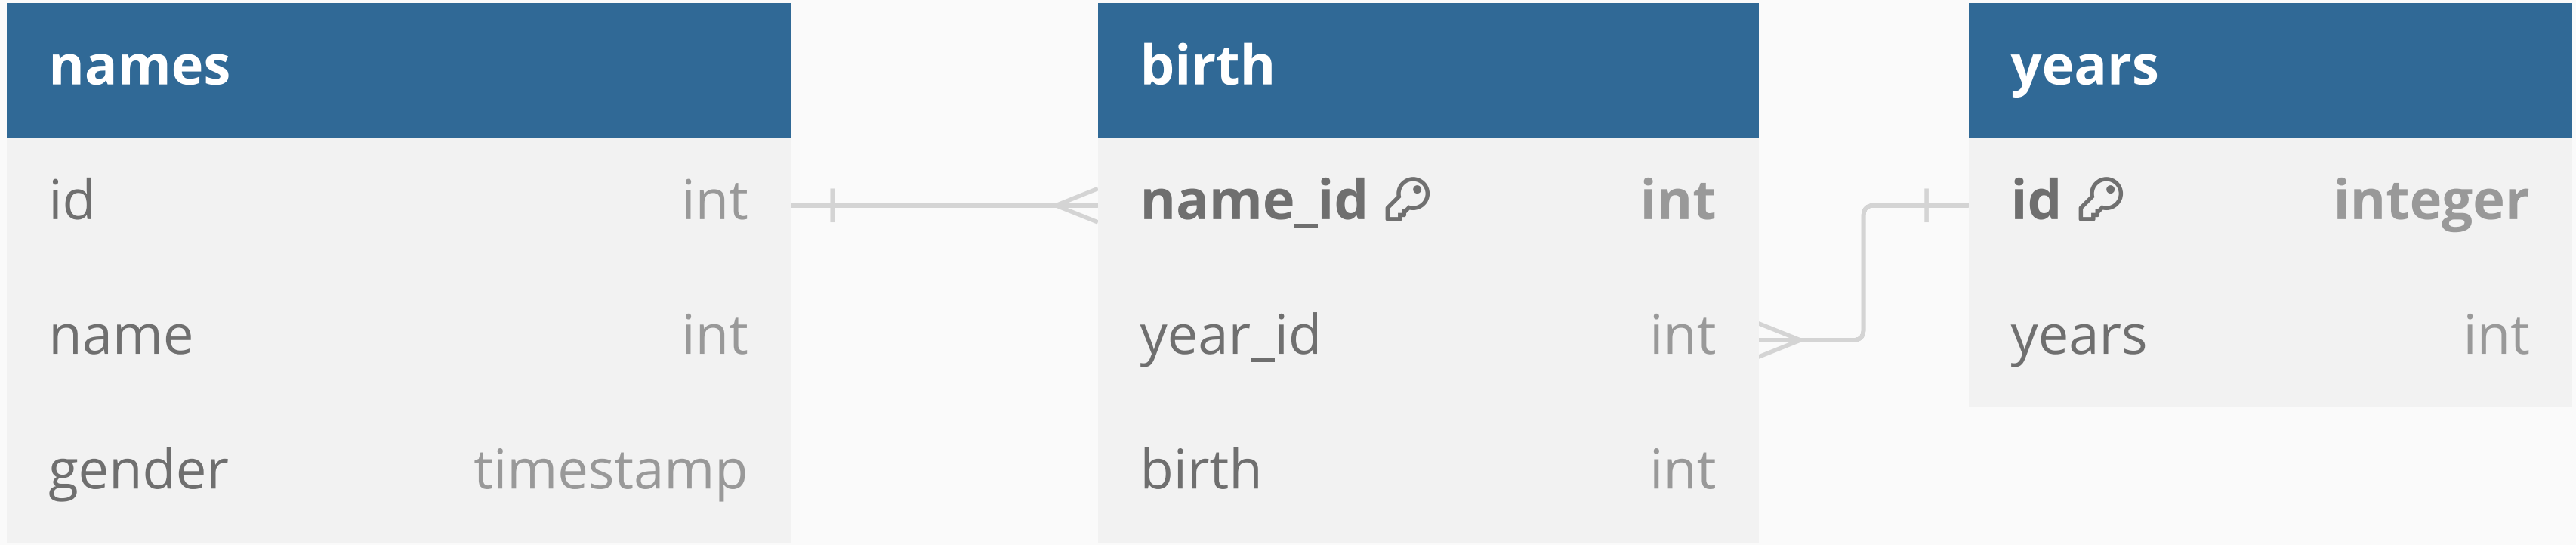 names
id int
name int
gender timestamp
birth
name_id int
year_id int
birth int
years
id integer
years int